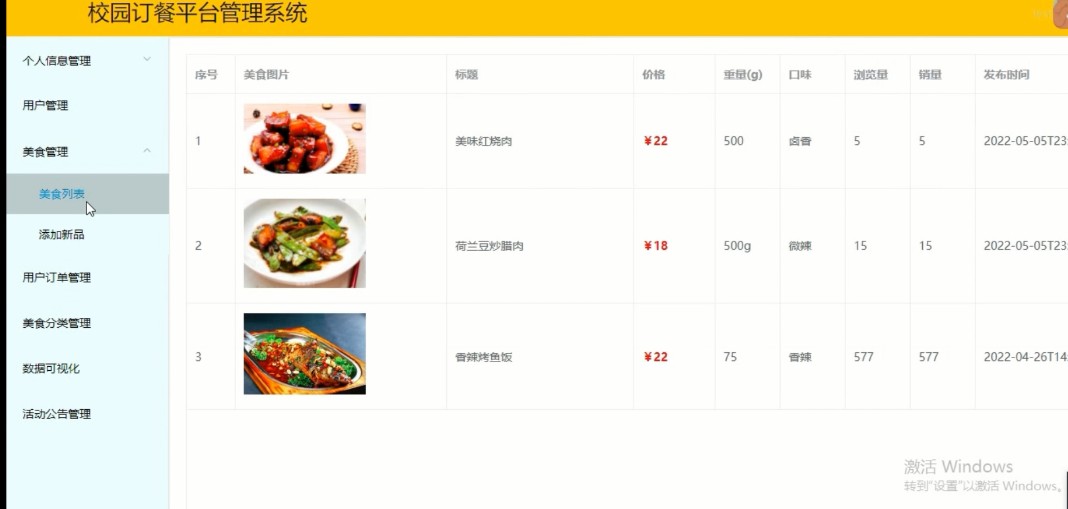 校园订餐平台管理系统
个人信息管理
用户管理
美食管理
美食列表
添加新品
用户订单管理
美食分类管理
数据可视化
活动公告管理
序号 美食图片 标题 价格 重量(g) 口味 浏览量 销量 发布时间
1 美味红烧肉 ¥22 500 卤香 5 5 2022-05-05T23:
2 荷兰豆炒腊肉 ¥18 500g 微辣 15 15 2022-05-05T23:
3 香辣烤鱼饭 ¥22 75 香辣 577 577 2022-04-26T14
激活 Windows
转到“设置”以激活 Windows。